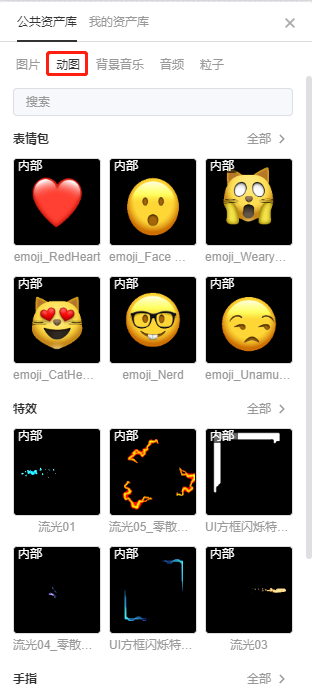 公共资产库 我的资产库
图片 动图 背景音乐 音频 粒子
搜索
表情包 全部
内部 内部 内部
emoji_RedHeart emoji_Face ... emoji_Weary...
内部 内部 内部
emoji_CatHe... emoji_Nerd emoji_Unamu...
特效 全部
内部 内部 内部
流光01 流光05_零散... UI方框闪烁特...
内部 内部 内部
流光04_零散... UI方框闪烁特... 流光03
手指 全部